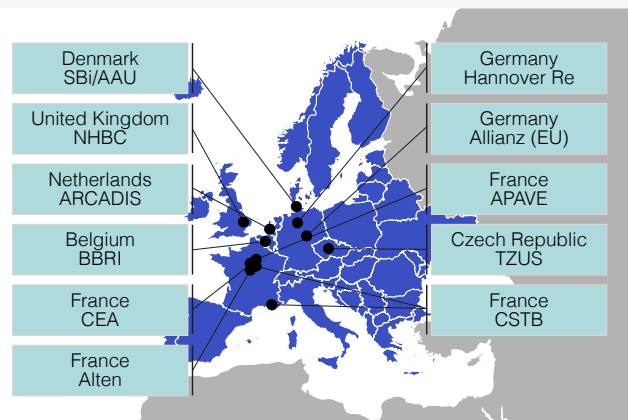 Denmark
SBi/AAU
United Kingdom
NHBC
Netherlands
ARCADIS
Belgium
BBRI
France
CEA
France
Alten
Germany
Hannover Re
Germany
Allianz (EU)
France
APAVE
Czech Republic
TZUS
France
CSTB